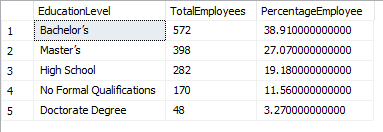 EducationLevel TotalEmployees PercentageEmployee
1 Bachelor’s 572 38.910000000000
2 Master’s 398 27.070000000000
3 High School 282 19.180000000000
4 No Formal Qualifications 170 11.560000000000
5 Doctorate Degree 48 3.270000000000